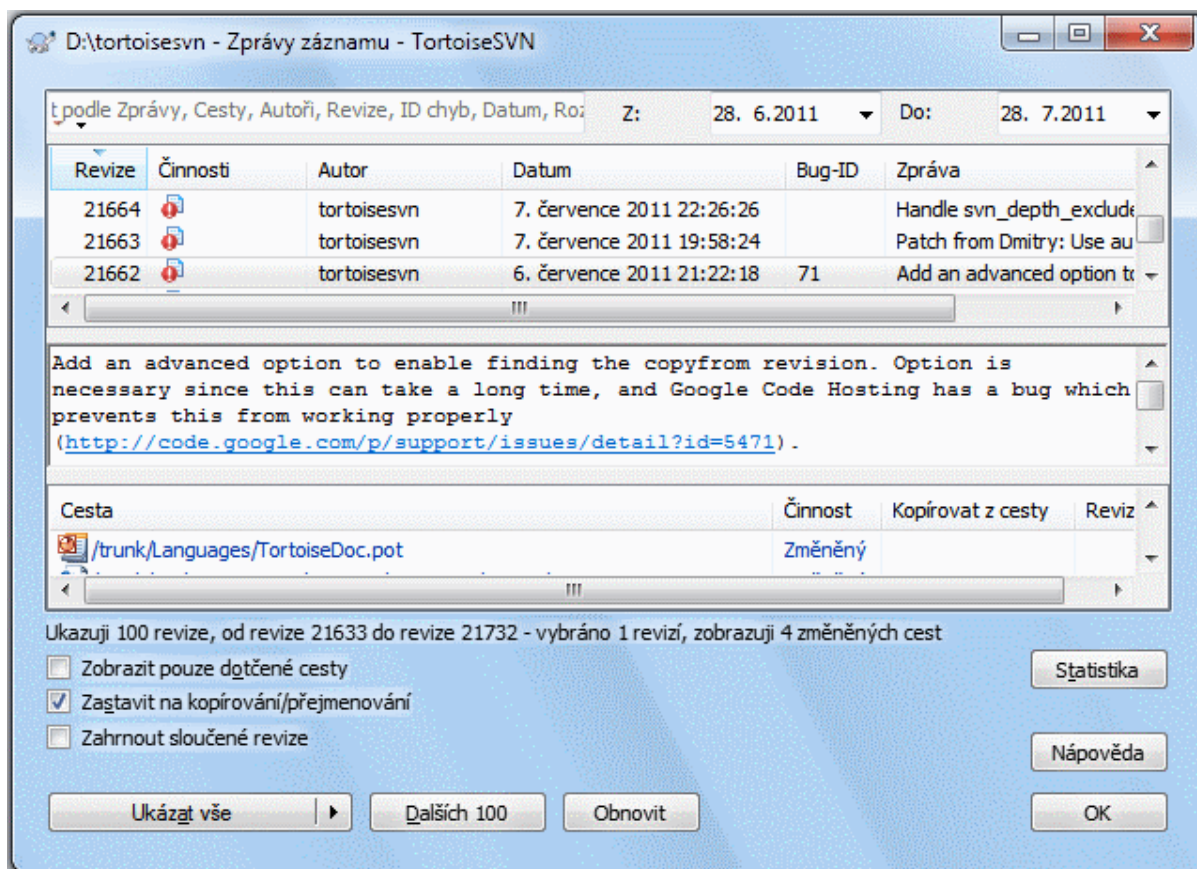 D:\tortoisesvn - Zprávy záznamu - TortoiseSVN
podle Zprávy, Cesty, Autoři, Revize, ID chyb, Datum, Z: 28. 6.2011 Do: 28. 7.2011
Revize Činnosti Autor Datum Bug-ID Zpráva
21664 tortoisesvn 7. července 2011 22:26:26 Handle svn_depth_exclude
21663 tortoisesvn 7. července 2011 19:58:24 Patch from Dmitry: Use au
21662 tortoisesvn 6. července 2011 21:22:18 71 Add an advanced option to
Add an advanced option to enable finding the copyfrom revision. Option is
necessary since this can take a long time, and Google Code Hosting has a bug which
prevents this from working properly
(http://code.google.com/p/support/issues/detail?id=5471).
Cesta Činnost Kopírovat z cesty Reviz
/trunk/Languages/TortoiseDoc.pot Změněný
Ukazuji 100 revize, od revize 21633 do revize 21732 - vybráno 1 revizí, zobrazuji 4 změněných cest
Zobrazit pouze dotčené cesty
Statistika
Zastavit na kopírování/přejmenování
Zahrnout sloučené revize
Nápověda
Ukázat vše Dalších 100 Obnovit OK